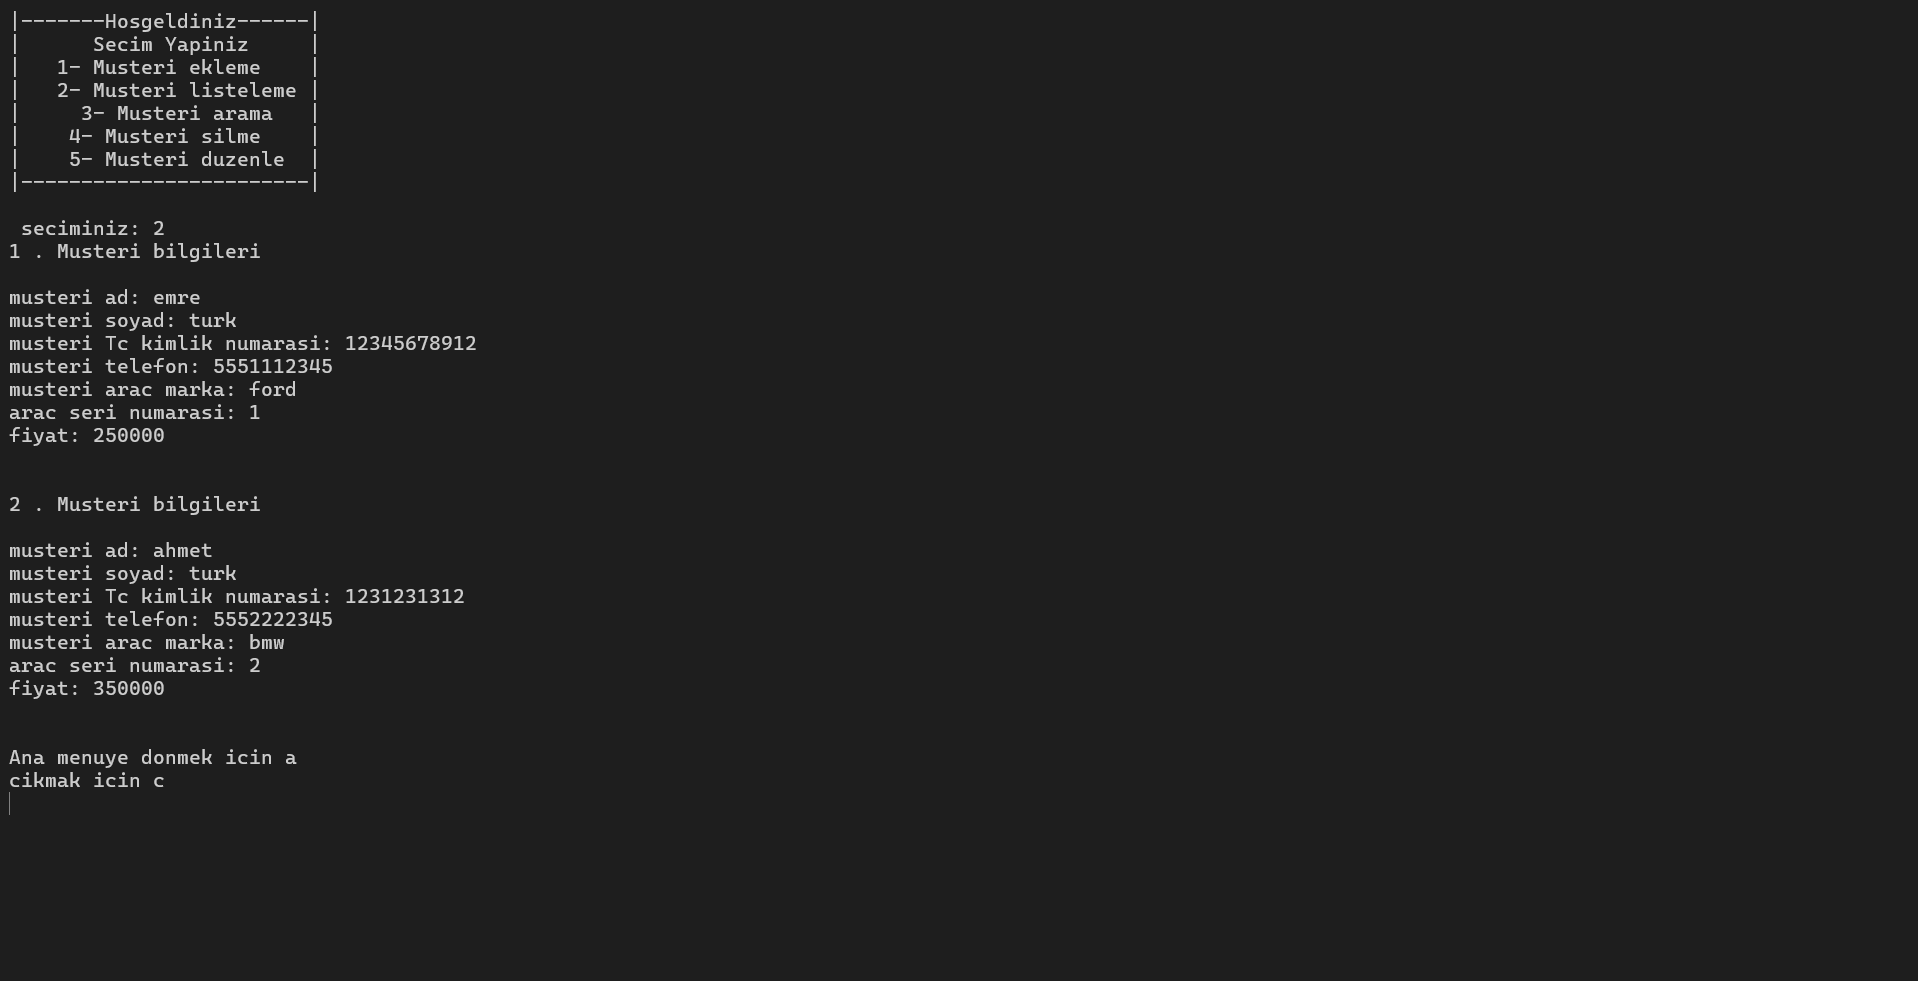 |-------Hosgeldiniz------|
|      Secim Yapiniz     |
|   1- Musteri ekleme    |
|   2- Musteri listeleme |
|     3- Musteri arama   |
|    4- Musteri silme    |
|    5- Musteri duzenle  |
|------------------------|
seciminiz: 2
1 . Musteri bilgileri
musteri ad: emre
musteri soyad: turk
musteri Tc kimlik numarasi: 12345678912
musteri telefon: 5551112345
musteri arac marka: ford
arac seri numarasi: 1
fiyat: 250000
2 . Musteri bilgileri
musteri ad: ahmet
musteri soyad: turk
musteri Tc kimlik numarasi: 1231231312
musteri telefon: 5552222345
musteri arac marka: bmw
arac seri numarasi: 2
fiyat: 350000
Ana menuye donmek icin a
cikmak icin c